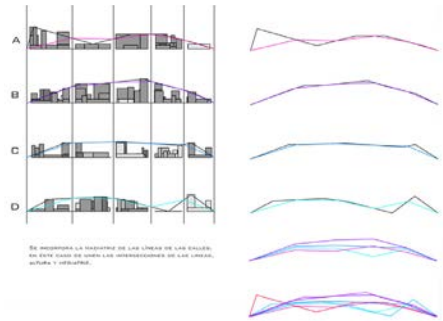 A
B
C
D
SE INCORPORA LA MEDIATRIZ DE LAS LÍNEAS DE LAS CALLES,
EN ESTE CASO SE UNEN LAS INTERSECCIONES DE LAS LINEAS,
ALTURA Y MEDIATRIZ.